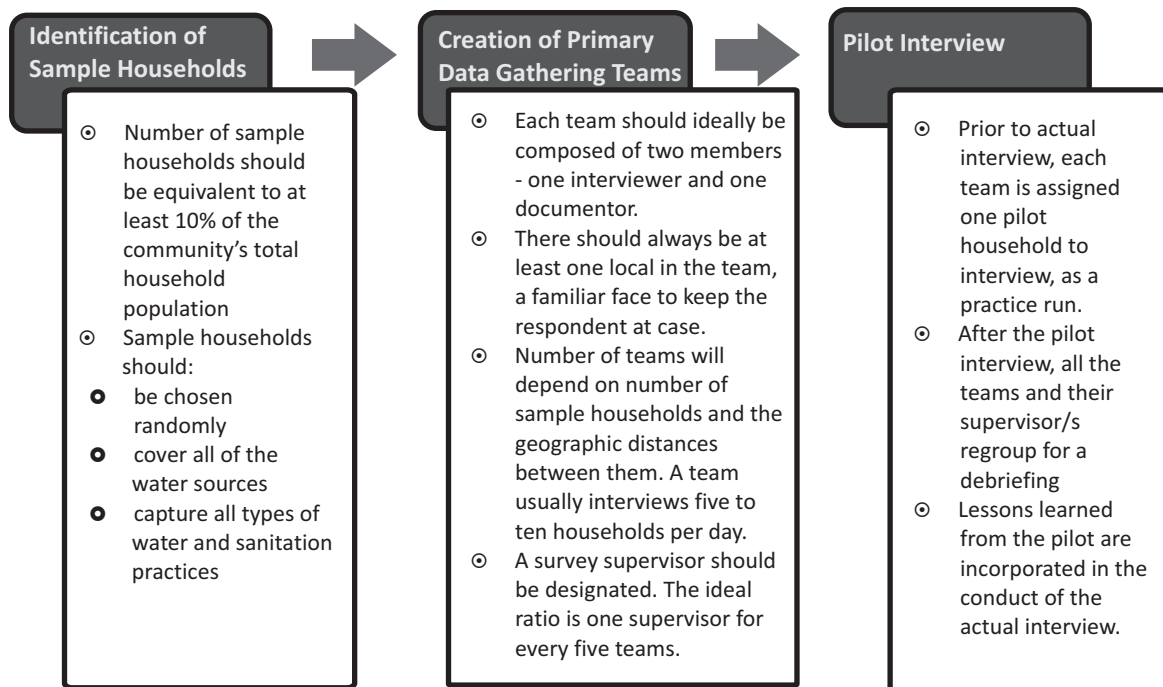 Identification of
Sample Households
Number of sample
households should
be equivalent to at
least 10% of the
community's total
household
population
Sample households
should:
be chosen
randomly
cover all of the
water sources
capture all types of
water and sanitation
practices
Creation of Primary
Data Gathering Teams
Each team should ideally be
composed of two members
- one interviewer and one
documentor.
There should always be at
least one local in the team,
a familiar face to keep the
respondent at case.
Number of teams will
depend on number of
sample households and the
geographic distances
between them. A team
usually interviews five to
ten households per day.
A survey supervisor should
be designated. The ideal
ratio is one supervisor for
every five teams.
Pilot Interview
Prior to actual
interview, each
team is assigned
one pilot
household to
interview, as a
practice run.
After the pilot
interview, all the
teams and their
supervisor/s
regroup for a
debriefing
Lessons learned
from the pilot are
incorporated in the
conduct of the
actual interview.